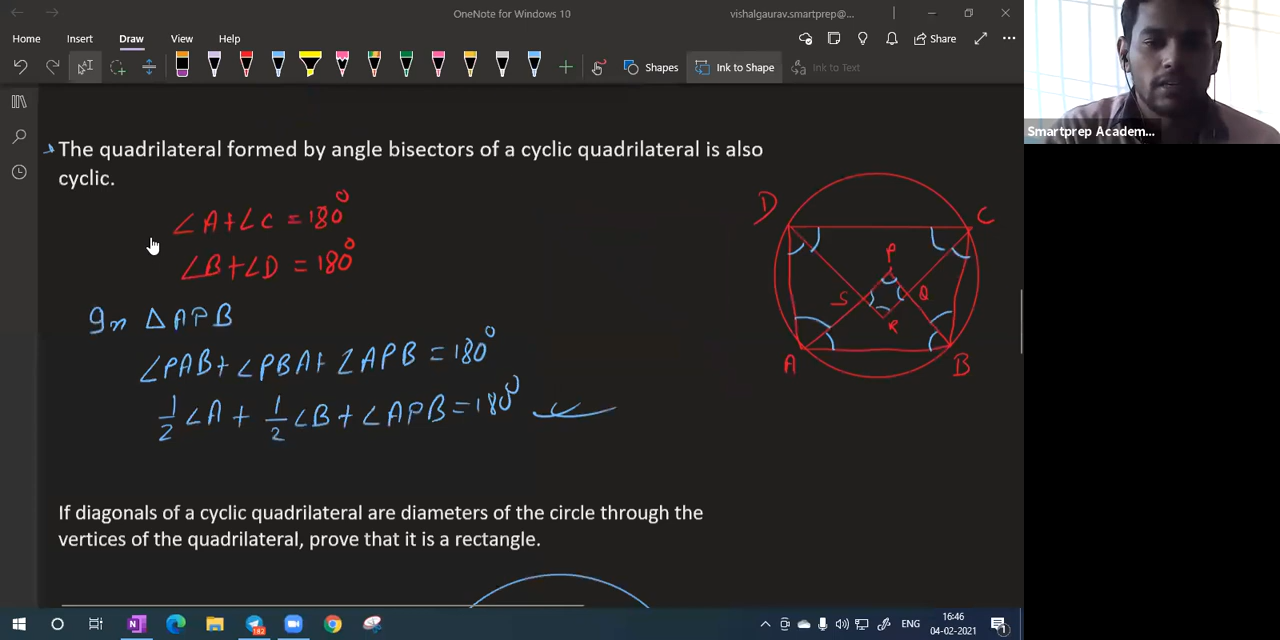 OneNote for Windows 10
vishalgaurav.smartprep@...
Home Insert Draw View Help
Share
Shapes
Ink to Shape
Ink to Text
Smartprep Academ...
The quadrilateral formed by angle bisectors of a cyclic quadrilateral is also
cyclic.
∠A+∠C = 180°
∠B+∠D = 180°
In △APB
∠PAB + ∠PBA + ∠APB = 180°
1/2 ∠A + 1/2 ∠B + ∠APB = 180°
D C
P
S Q
R
A B
If diagonals of a cyclic quadrilateral are diameters of the circle through the
vertices of the quadrilateral, prove that it is a rectangle.
182
ENG
16:46
04-02-2021